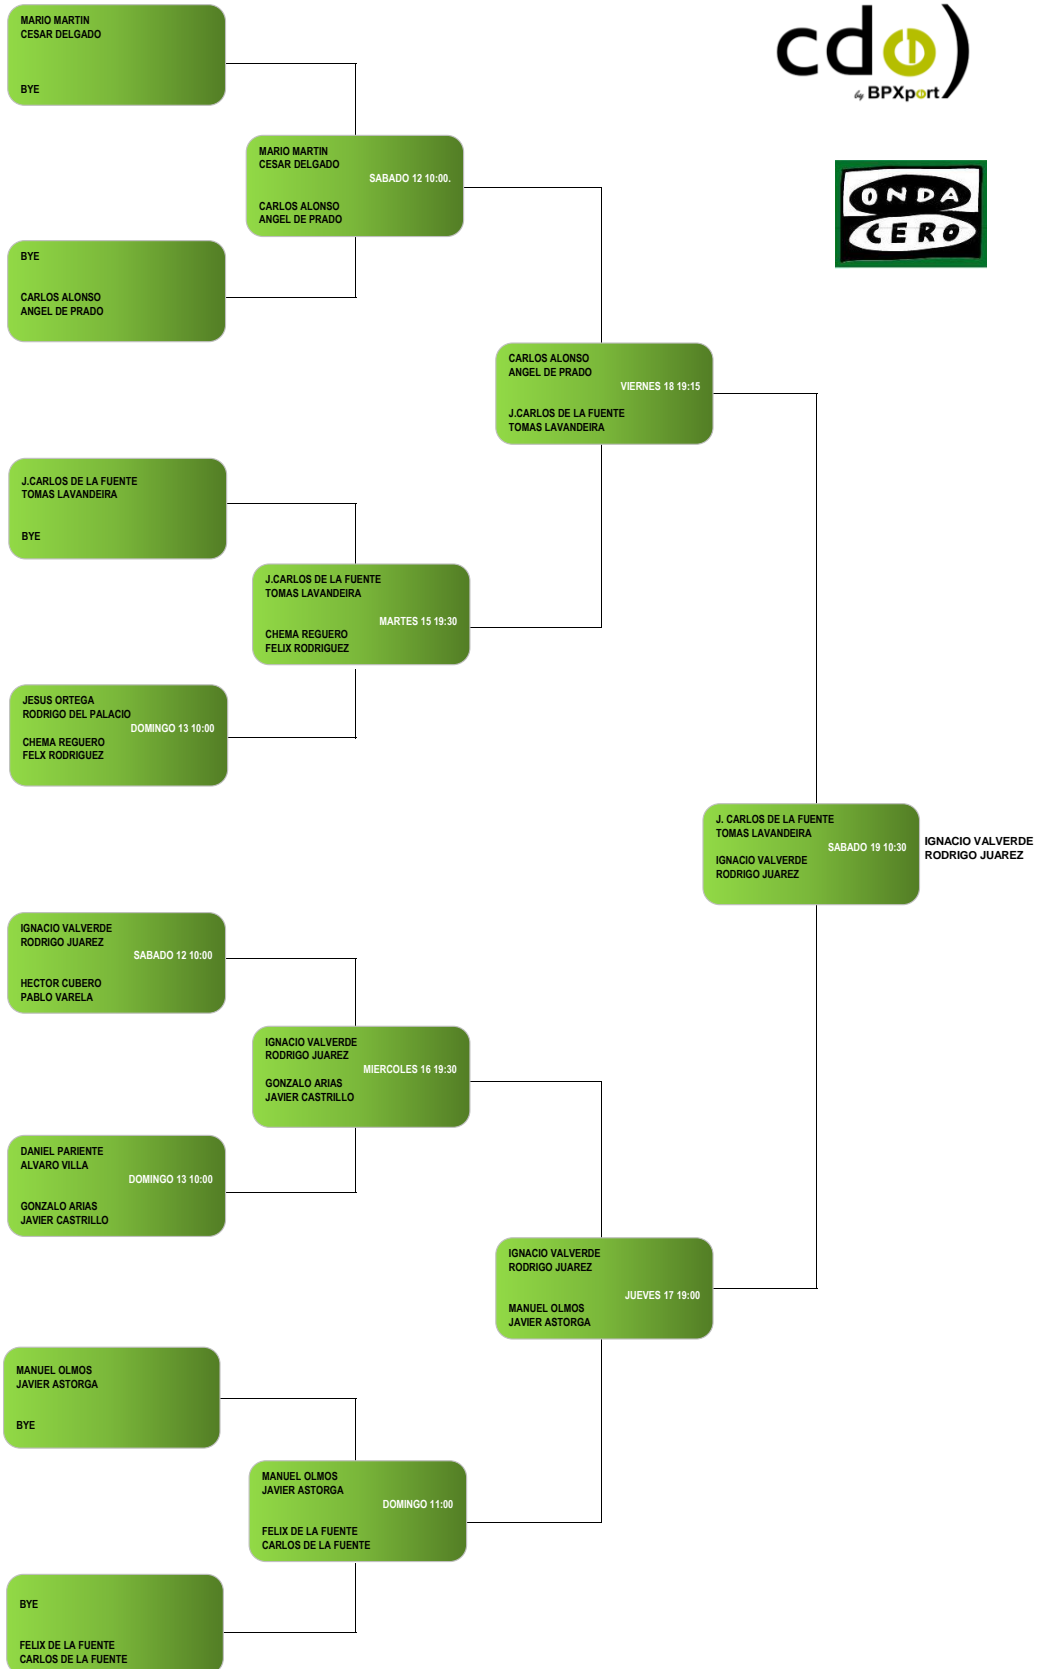 MARIO MARTIN
CESAR DELGADO
BYE
cdo)
by BPXport
MARIO MARTIN
CESAR DELGADO
SABADO 12 10:00.
CARLOS ALONSO
ANGEL DE PRADO
ONDA
CERO
BYE
CARLOS ALONSO
ANGEL DE PRADO
CARLOS ALONSO
ANGEL DE PRADO
VIERNES 18 19:15
J.CARLOS DE LA FUENTE
TOMAS LAVANDEIRA
J.CARLOS DE LA FUENTE
TOMAS LAVANDEIRA
BYE
J.CARLOS DE LA FUENTE
TOMAS LAVANDEIRA
MARTES 15 19:30
CHEMA REGUERO
FELIX RODRIGUEZ
JESUS ORTEGA
RODRIGO DEL PALACIO
DOMINGO 13 10:00
CHEMA REGUERO
FELX RODRIGUEZ
J. CARLOS DE LA FUENTE
TOMAS LAVANDEIRA
SABADO 19 10:30
IGNACIO VALVERDE
RODRIGO JUAREZ
IGNACIO VALVERDE
RODRIGO JUAREZ
IGNACIO VALVERDE
RODRIGO JUAREZ
SABADO 12 10:00
HECTOR CUBERO
PABLO VARELA
IGNACIO VALVERDE
RODRIGO JUAREZ
MIERCOLES 16 19:30
GONZALO ARIAS
JAVIER CASTRILLO
DANIEL PARIENTE
ALVARO VILLA
DOMINGO 13 10:00
GONZALO ARIAS
JAVIER CASTRILLO
IGNACIO VALVERDE
RODRIGO JUAREZ
JUEVES 17 19:00
MANUEL OLMOS
JAVIER ASTORGA
MANUEL OLMOS
JAVIER ASTORGA
BYE
MANUEL OLMOS
JAVIER ASTORGA
DOMINGO 11:00
FELIX DE LA FUENTE
CARLOS DE LA FUENTE
BYE
FELIX DE LA FUENTE
CARLOS DE LA FUENTE